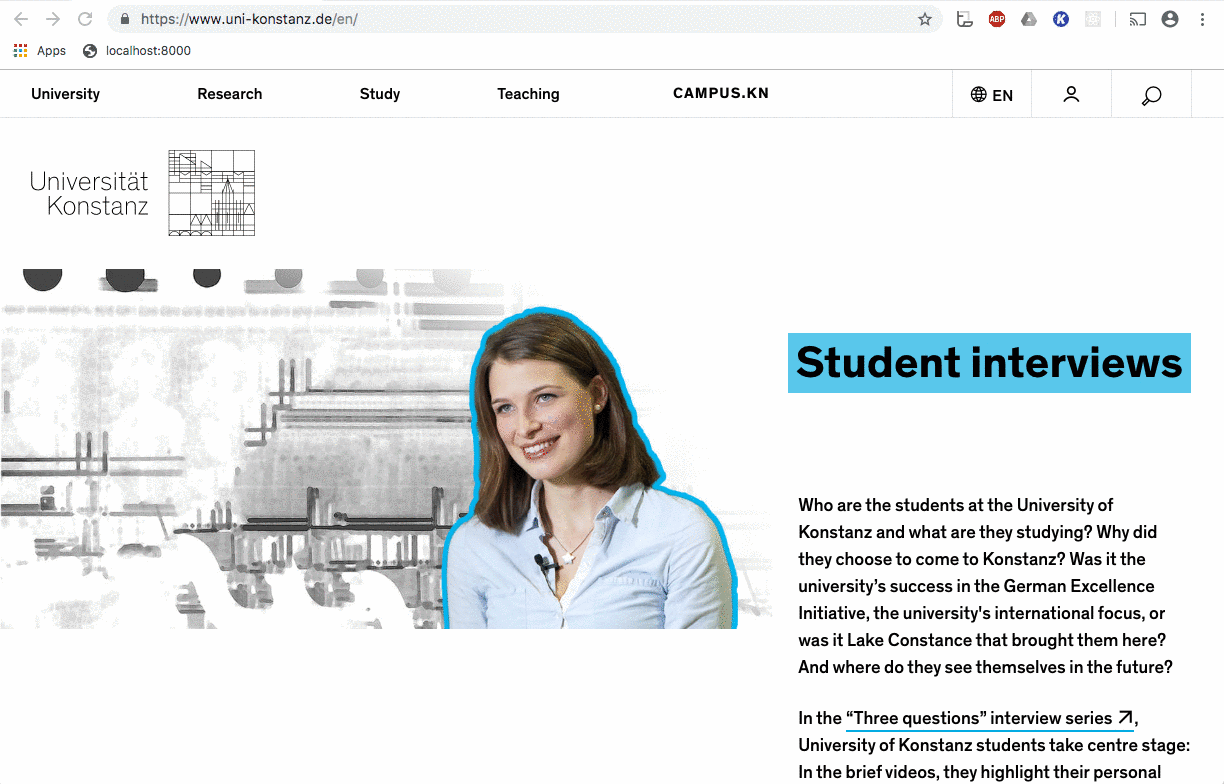 https://www.uni-konstanz.de/en/
ABP
K
Apps
localhost:8000
University
Research
Study
Teaching
CAMPUS.KN
EN
Universität
Konstanz
Student interviews
Who are the students at the University of
Konstanz and what are they studying? Why did
they choose to come to Konstanz? Was it the
university’s success in the German Excellence
Initiative, the university's international focus, or
was it Lake Constance that brought them here?
And where do they see themselves in the future?
In the “Three questions” interview series ,
University of Konstanz students take centre stage:
In the brief videos, they highlight their personal